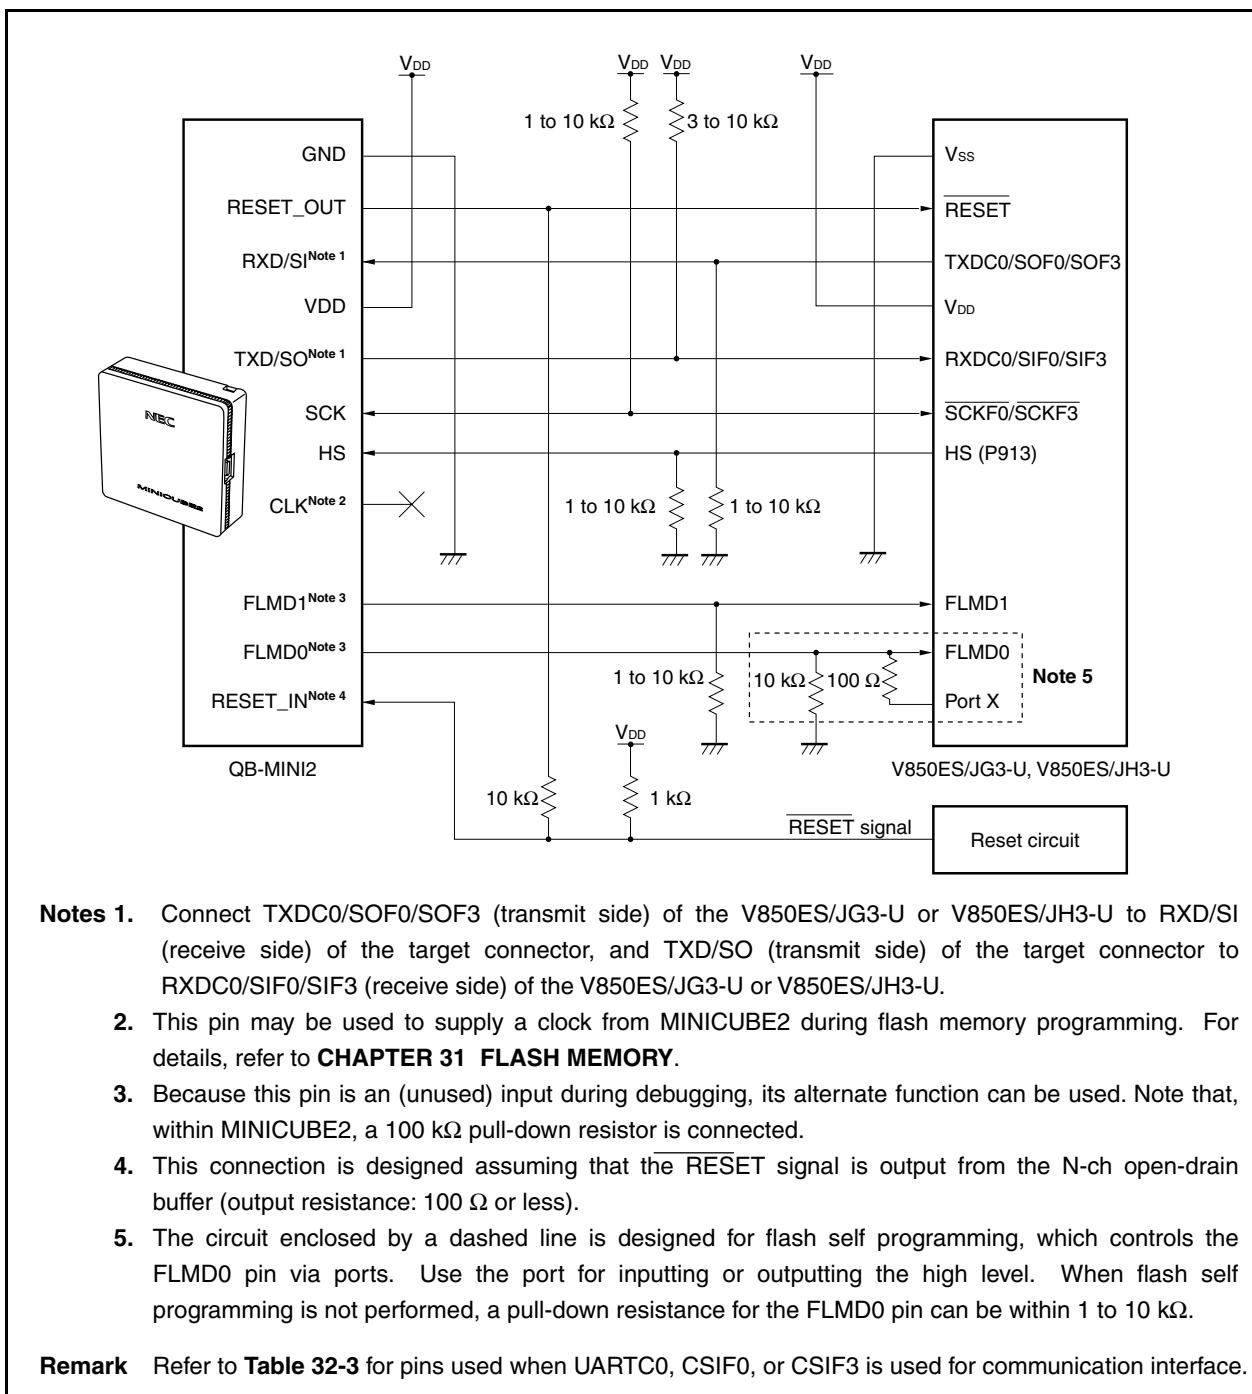 VDD VDD VDD VDD
1 to 10 kΩ 3 to 10 kΩ
GND VSS
RESET_OUT RESET
RXD/SINote 1 TXDC0/SOF0/SOF3
VDD VDD
TXD/SONote 1 RXDC0/SIF0/SIF3
NEC
SCK SCKF0/SCKF3
HS HS (P913)
MINICUBE2
CLKNote 2 1 to 10 kΩ 1 to 10 kΩ
FLMD1Note 3 FLMD1
FLMD0Note 3 FLMD0
1 to 10 kΩ 10 kΩ 100 Ω Note 5
RESET_INNote 4 Port X
VDD
QB-MINI2 V850ES/JG3-U, V850ES/JH3-U
10 kΩ 1 kΩ
RESET signal Reset circuit
Notes 1. Connect TXDC0/SOF0/SOF3 (transmit side) of the V850ES/JG3-U or V850ES/JH3-U to RXD/SI
(receive side) of the target connector, and TXD/SO (transmit side) of the target connector to
RXDC0/SIF0/SIF3 (receive side) of the V850ES/JG3-U or V850ES/JH3-U.
2. This pin may be used to supply a clock from MINICUBE2 during flash memory programming. For
details, refer to CHAPTER 31 FLASH MEMORY.
3. Because this pin is an (unused) input during debugging, its alternate function can be used. Note that,
within MINICUBE2, a 100 kΩ pull-down resistor is connected.
4. This connection is designed assuming that the RESET signal is output from the N-ch open-drain
buffer (output resistance: 100 Ω or less).
5. The circuit enclosed by a dashed line is designed for flash self programming, which controls the
FLMD0 pin via ports. Use the port for inputting or outputting the high level. When flash self
programming is not performed, a pull-down resistance for the FLMD0 pin can be within 1 to 10 kΩ.
Remark Refer to Table 32-3 for pins used when UARTC0, CSIF0, or CSIF3 is used for communication interface.